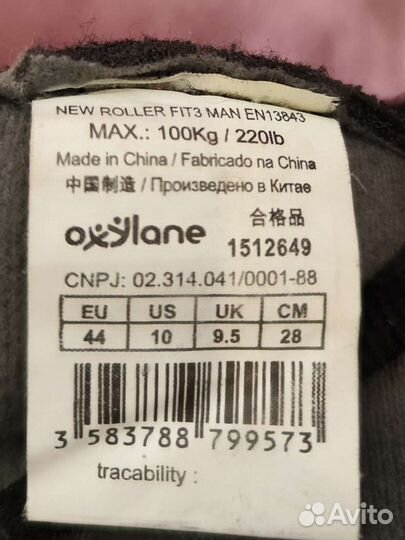 NEW ROLLER FIT3 MAN EN13843
MAX.: 100Kg / 220lb
Made in China / Fabricado na China
中国制造 / Произведено в Китае
oxylane
合格品
1512649
CNPJ: 02.314.041/0001-88
EU US UK CM
44 10 9.5 28
3 583788 799573
tracability :
Avito